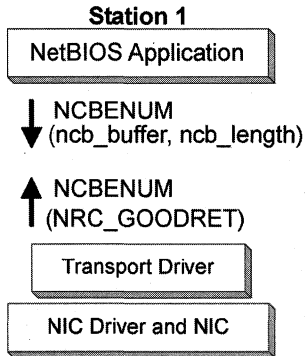 Station 1
NetBIOS Application
NCBENUM
(ncb_buffer, ncb_length)
NCBENUM
(NRC_GOODRET)
Transport Driver
NIC Driver and NIC